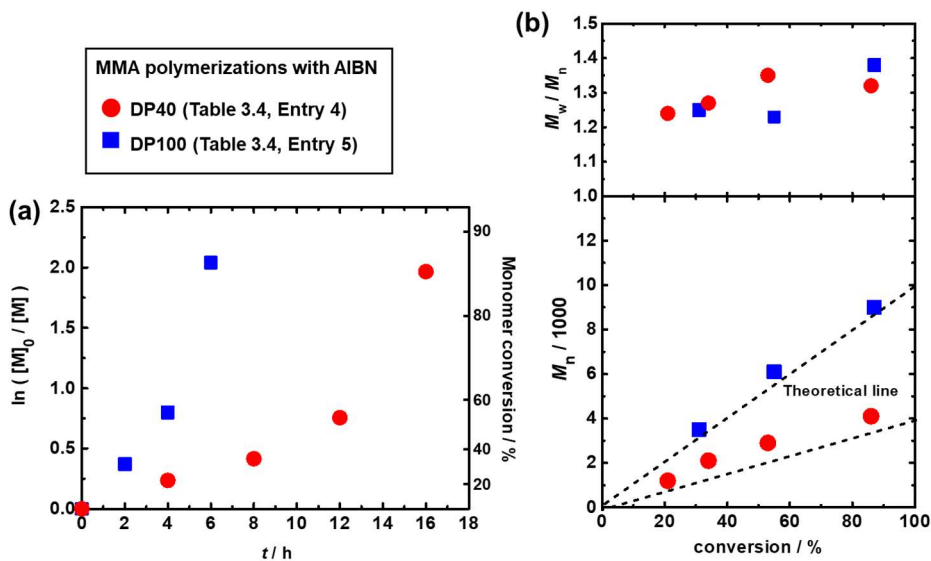 MMA polymerizations with AIBN
DP40 (Table 3.4, Entry 4)
DP100 (Table 3.4, Entry 5)
(a)
2.5
2.0
1.5
1.0
0.5
0.0
ln ( [M]0 / [M] )
0 2 4 6 8 10 12 14 16 18
t / h
90
80
60
40
20
Monomer conversion / %
(b)
1.5
1.4
1.3
1.2
1.1
1.0
Mw / Mn
12
10
8
6
4
2
0
Mn / 1000
Theoretical line
0 20 40 60 80 100
conversion / %